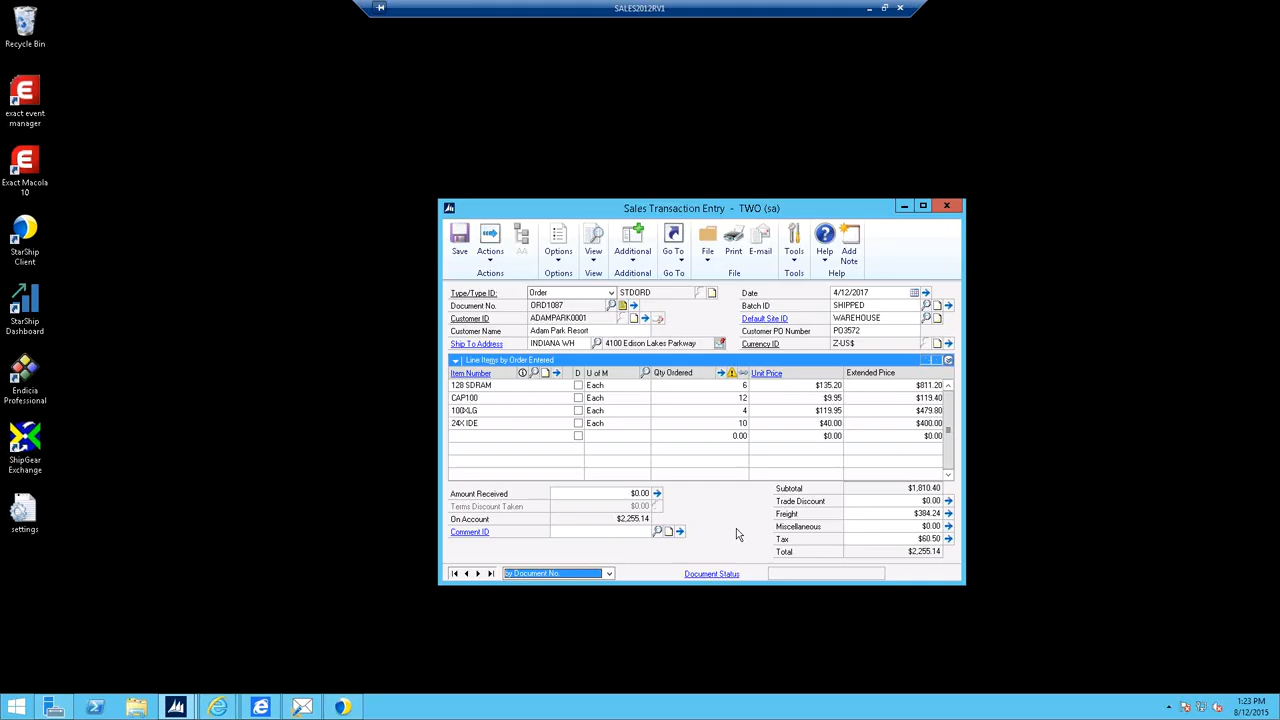 SALES2012RV1
Recycle Bin
exact event manager
Exact Macola 10
StarShip Client
StarShip Dashboard
Endicia Professional
ShipGear Exchange
settings
Sales Transaction Entry - TWO (sa)
Save Actions AA Options View Additional Go To File Print E-mail Tools Help Add Note
Actions Options View Additional Go To File Tools Help
Type/Type ID: Order STDORD Date 4/12/2017
Document No. ORD1087 Batch ID SHIPPED
Customer ID ADAMPARK0001 Default Site ID WAREHOUSE
Customer Name Adam Park Resort Customer PO Number PO3572
Ship To Address INDIANA WH 4100 Edison Lakes Parkway Currency ID Z-US$
Line Items by Order Entered
Item Number D U of M Qty Ordered Unit Price Extended Price
128 SDRAM Each 6 $135.20 $811.20
CAP100 Each 12 $9.95 $119.40
100XLG Each 4 $119.95 $479.80
24X IDE Each 10 $40.00 $400.00
0.00 $0.00 $0.00
Subtotal $1,810.40
Amount Received $0.00 Trade Discount $0.00
Terms Discount Taken $0.00 Freight $384.24
On Account $2,255.14 Miscellaneous $0.00
Comment ID Tax $60.50
Total $2,255.14
by Document No. Document Status
1:23 PM
8/12/2015